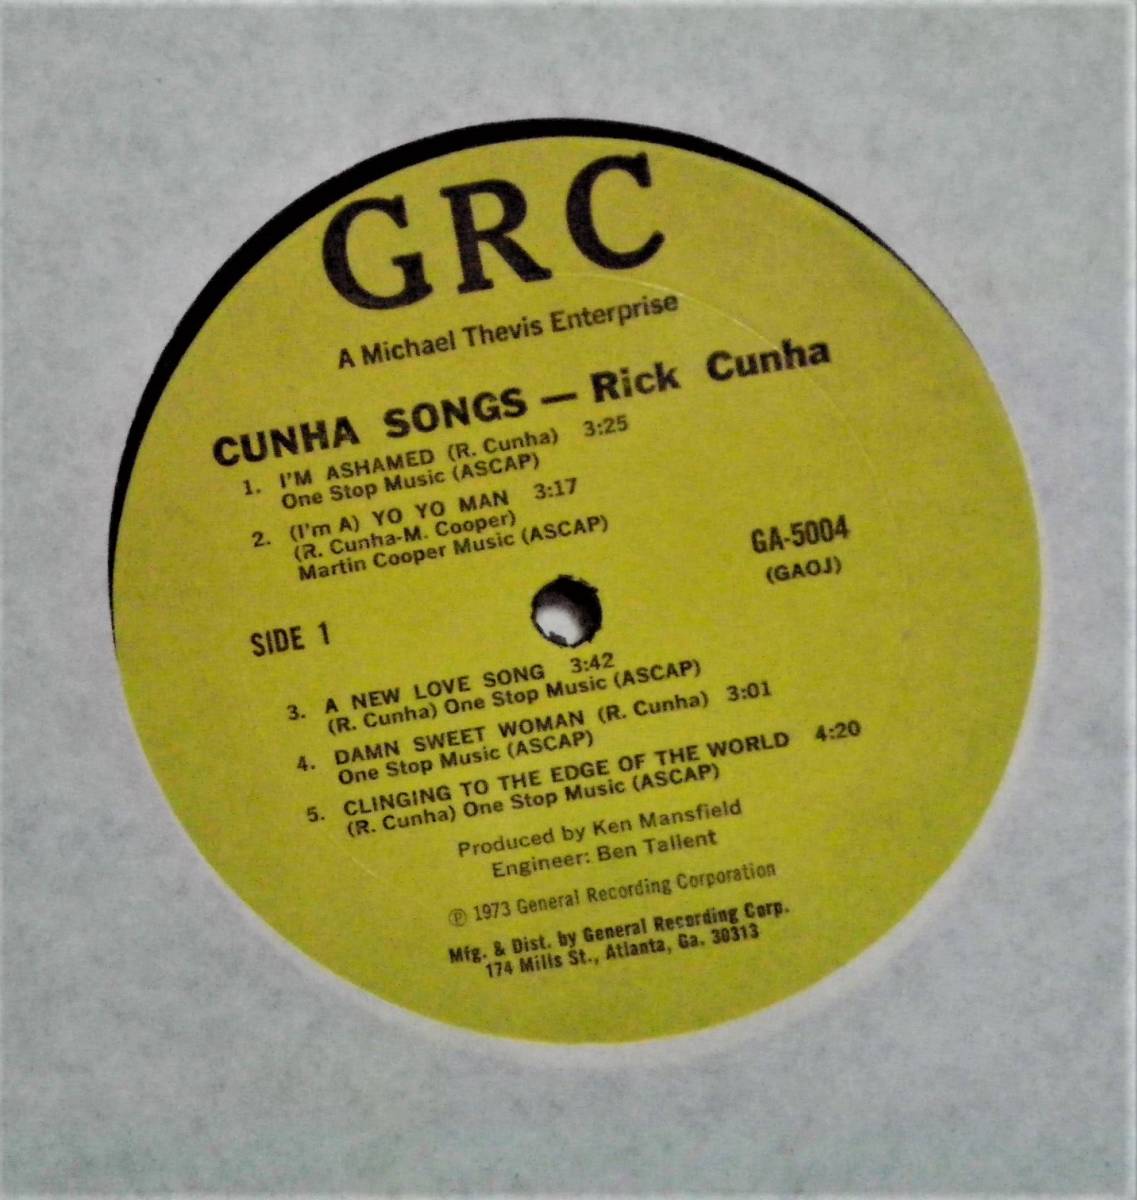 GRC
A Michael Thevis Enterprise
CUNHA SONGS — Rick Cunha
1. I'M ASHAMED (R. Cunha) 3:25
One Stop Music (ASCAP)
2. (I'm A) YO YO MAN 3:17
(R. Cunha-M. Cooper)
Martin Cooper Music (ASCAP)
GA-5004
(GAOJ)
SIDE 1
3. A NEW LOVE SONG 3:42
(R. Cunha) One Stop Music (ASCAP)
4. DAMN SWEET WOMAN (R. Cunha) 3:01
One Stop Music (ASCAP)
5. CLINGING TO THE EDGE OF THE WORLD 4:20
(R. Cunha) One Stop Music (ASCAP)
Produced by Ken Mansfield
Engineer: Ben Tallent
℗ 1973 General Recording Corporation
Mfg. & Dist. by General Recording Corp.
174 Mills St., Atlanta, Ga. 30313